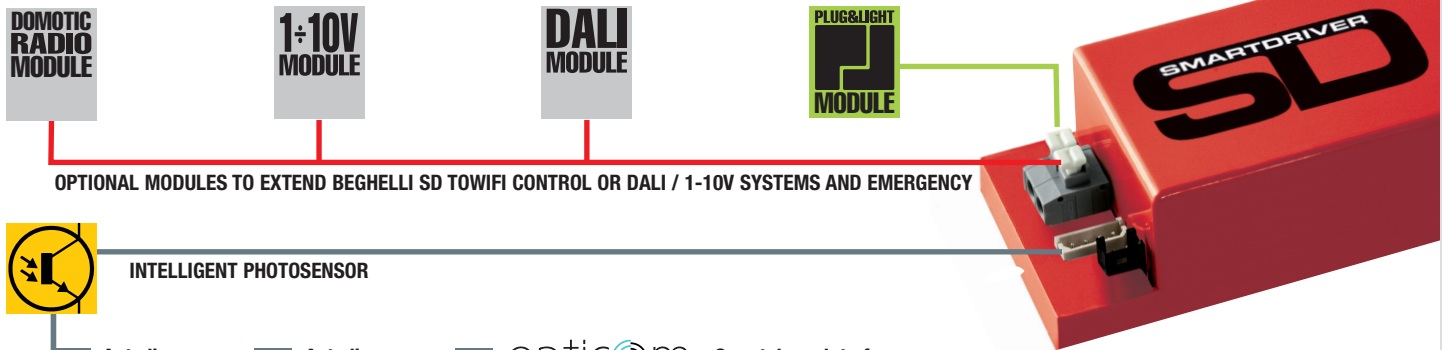 DOMOTIC
RADIO
MODULE
1÷10V
MODULE
DALI
MODULE
PLUG&LIGHT
MODULE
SMARTDRIVER
SD
OPTIONAL MODULES TO EXTEND BEGHELLI SD TOWIFI CONTROL OR DALI / 1-10V SYSTEMS AND EMERGENCY
INTELLIGENT PHOTOSENSOR